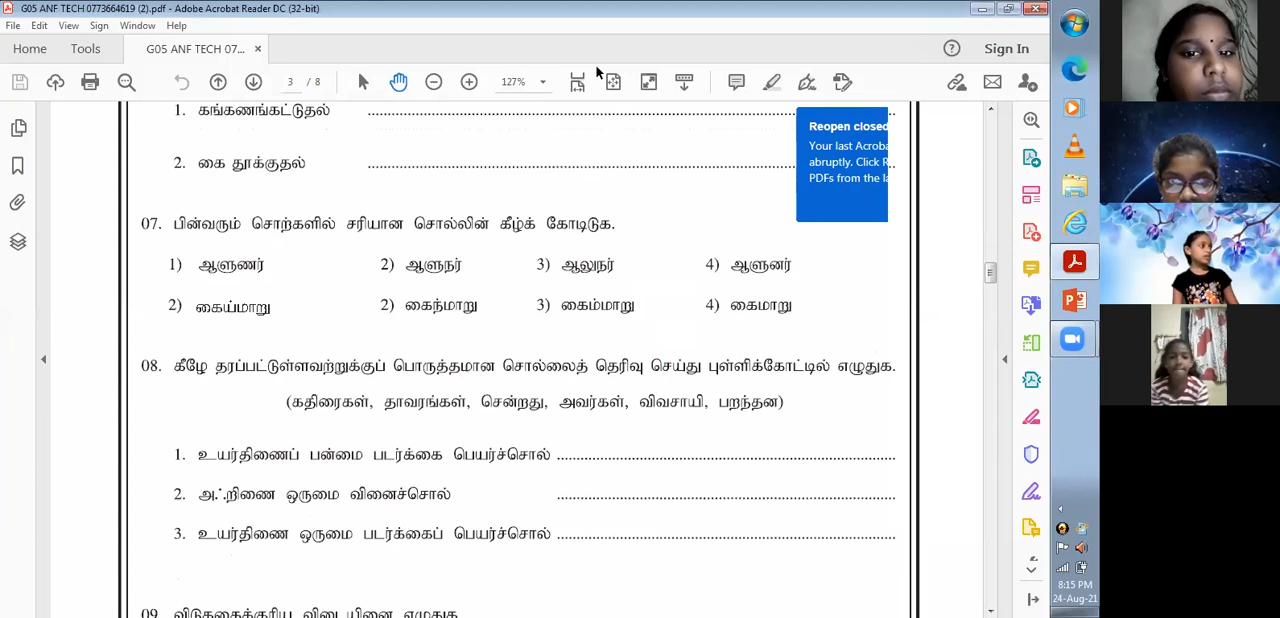 G05 ANF TECH 0773664619 (2).pdf - Adobe Acrobat Reader DC (32-bit)
File Edit View Sign Window Help
Home Tools G05 ANF TECH 07... × Sign In
3 / 8 127%
1. கங்கணங்கட்டுதல் ........................................
2. கை தூக்குதல் ........................................
Reopen closed
Your last Acroba
abruptly. Click R
PDFs from the la
07. பின்வரும் சொற்களில் சரியான சொல்லின் கீழ்க் கோடிடுக.
1) ஆளுணர் 2) ஆளுநர் 3) ஆலுநர் 4) ஆளுனர்
2) கைய்மாறு 2) கைந்மாறு 3) கைம்மாறு 4) கைமாறு
08. கீழே தரப்பட்டுள்ளவற்றுக்குப் பொருத்தமான சொல்லைத் தெரிவு செய்து புள்ளிக்கோட்டில் எழுதுக.
(கதிரைகள், தாவரங்கள், சென்றது, அவர்கள், விவசாயி, பறந்தன)
1. உயர்திணைப் பன்மை படர்க்கை பெயர்ச்சொல் ........................................
2. அஃறிணை ஒருமை வினைச்சொல் ........................................
3. உயர்திணை ஒருமை படர்க்கைப் பெயர்ச்சொல் ........................................
09. விடுகதைக்குரிய விடையினை எழுதுக.
8:15 PM
24-Aug-21